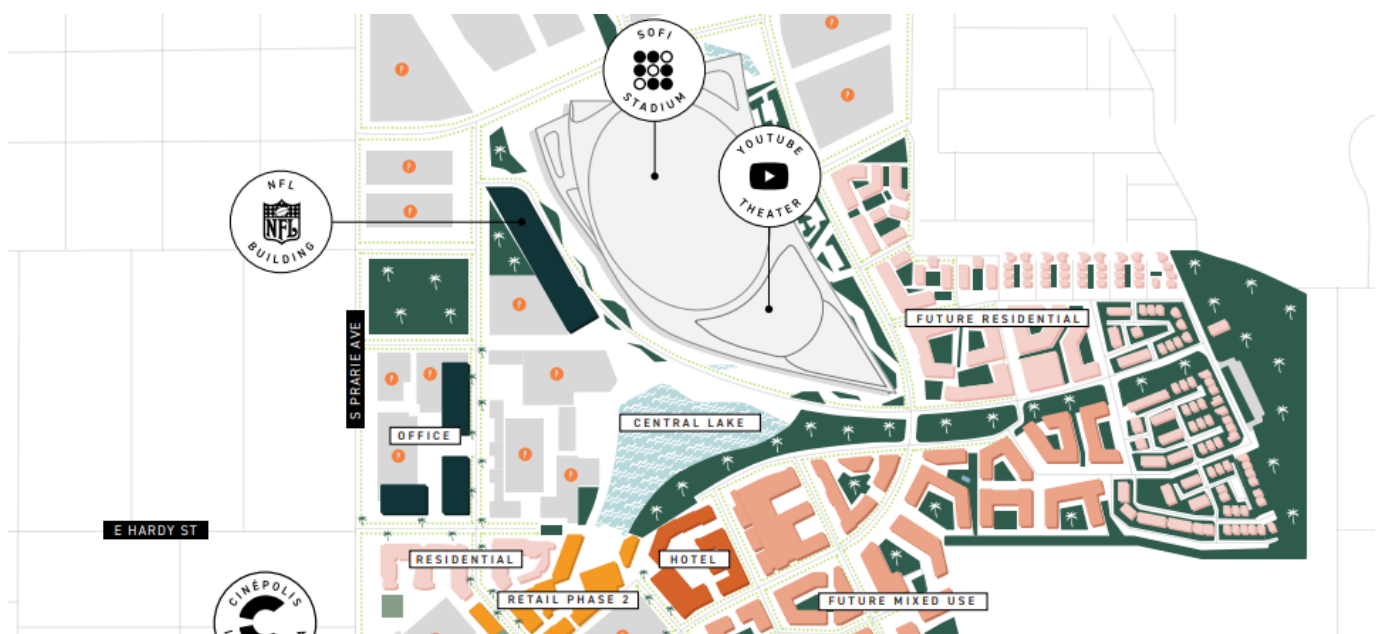 SOFI
STADIUM
YOUTUBE
THEATER
NFL
NFL
BUILDING
FUTURE RESIDENTIAL
S PRARIE AVE
CENTRAL LAKE
OFFICE
E HARDY ST
RESIDENTIAL
HOTEL
RETAIL PHASE 2
FUTURE MIXED USE
CINÉPOLIS
P
P
P
P
P
P
P
P
P
P
P
P